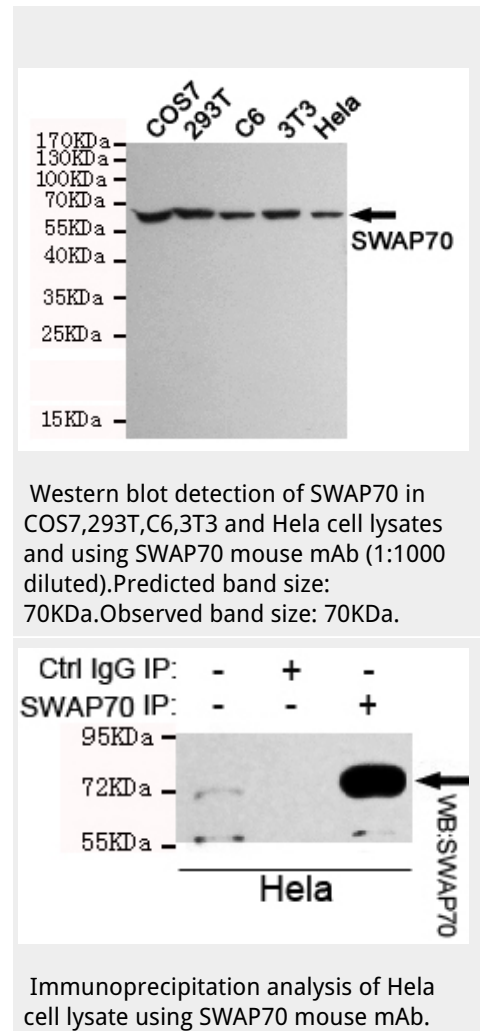 COS7 293T C6 3T3 Hela
170KDa
130KDa
100KDa
70KDa
55KDa
40KDa
35KDa
25KDa
15KDa
SWAP70
Western blot detection of SWAP70 in
COS7,293T,C6,3T3 and Hela cell lysates
and using SWAP70 mouse mAb (1:1000
diluted).Predicted band size:
70KDa.Observed band size: 70KDa.
Ctrl IgG IP: - + -
SWAP70 IP: - - +
95KDa
72KDa
55KDa
WB:SWAP70
Hela
Immunoprecipitation analysis of Hela
cell lysate using SWAP70 mouse mAb.